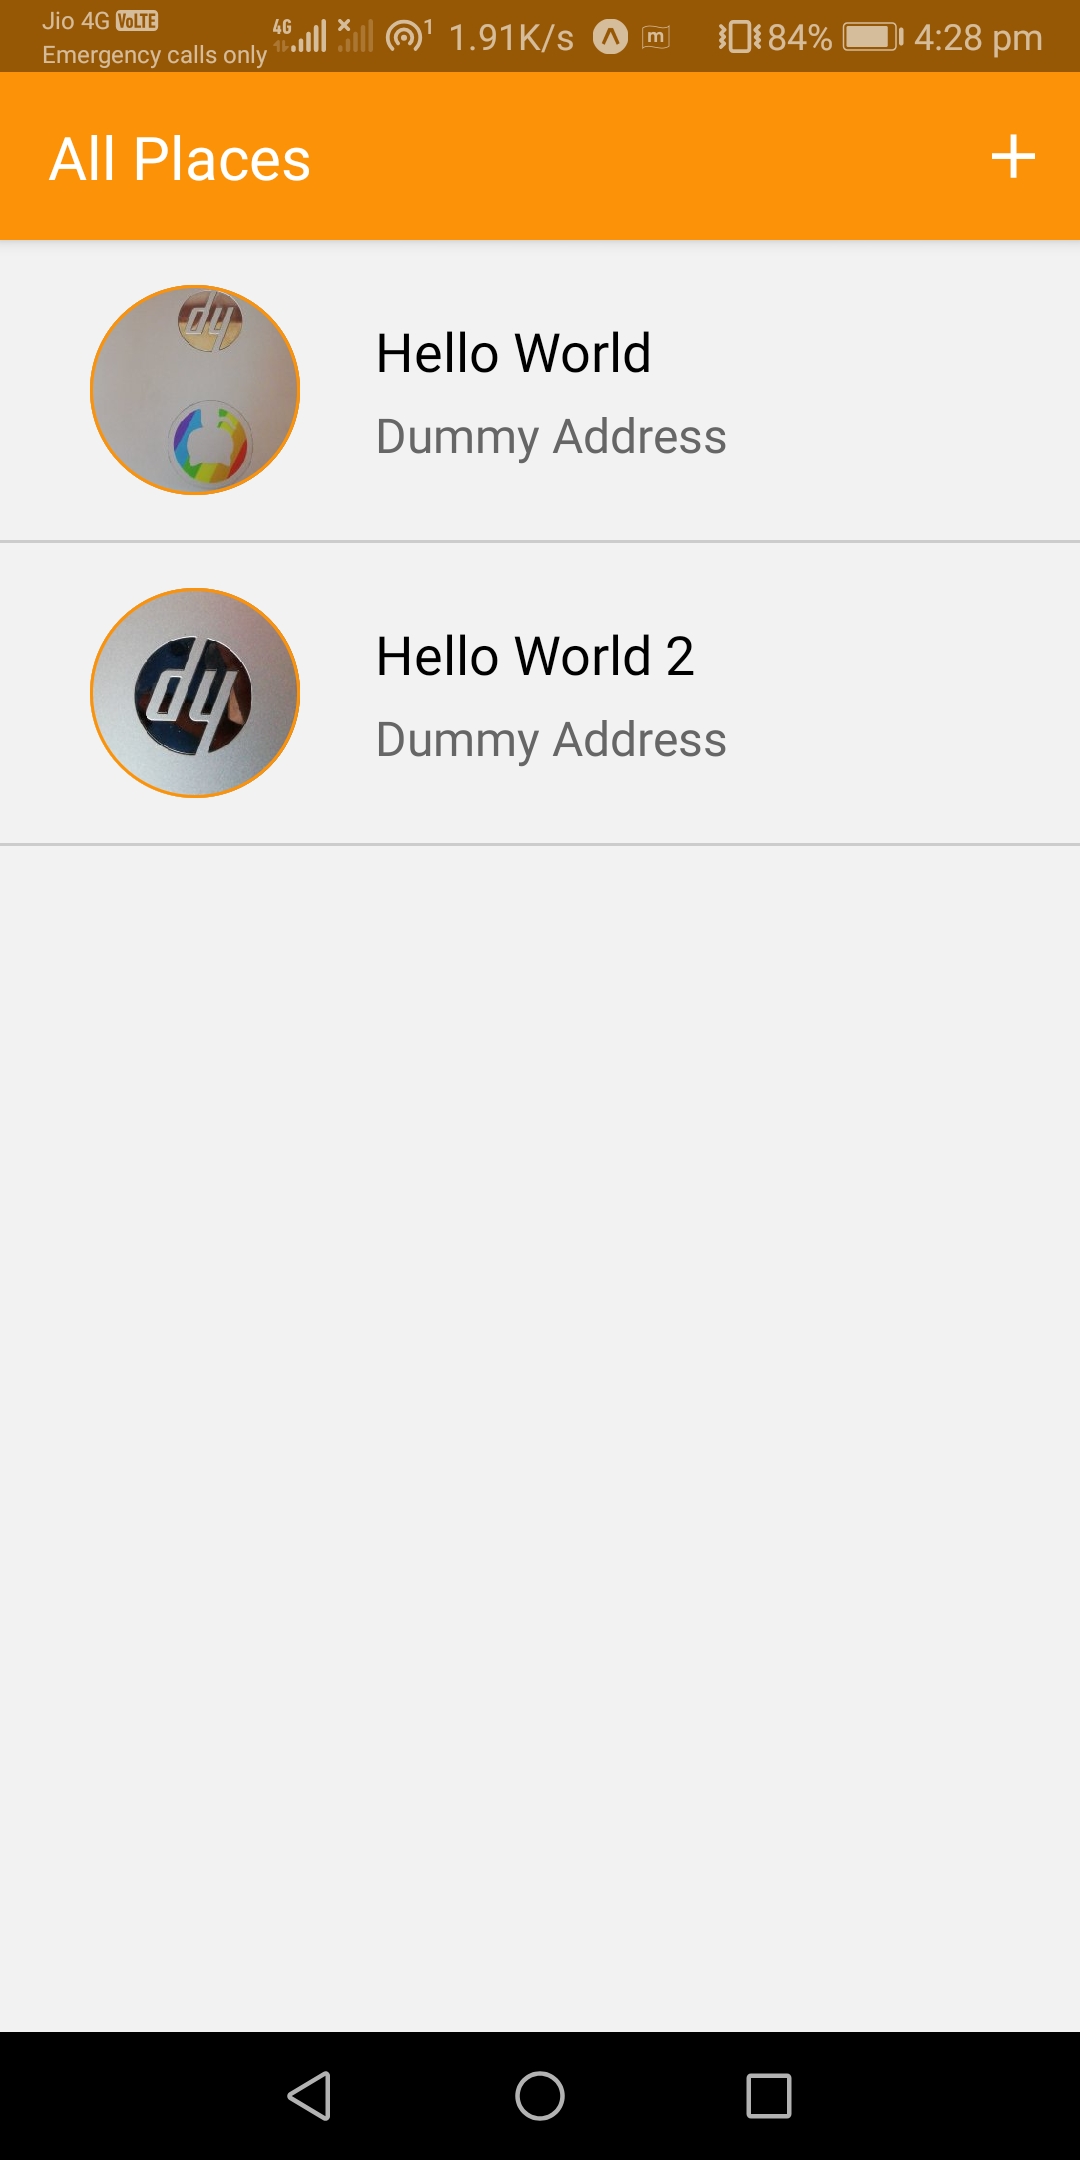 Jio 4G VoLTE
Emergency calls only
4G 1 1.91K/s m 84% 4:28 pm
All Places +
Hello World
Dummy Address
Hello World 2
Dummy Address